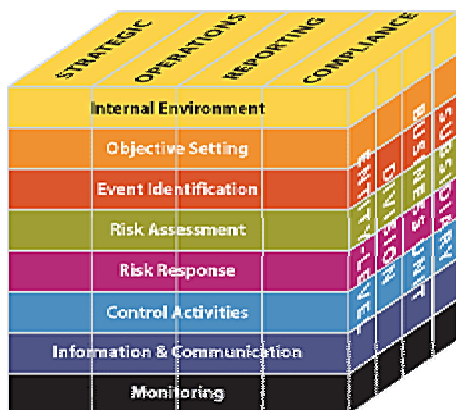 STRATEGIC
OPERATIONS
REPORTING
COMPLIANCE
Internal Environment
Objective Setting
Event Identification
Risk Assessment
Risk Response
Control Activities
Information & Communication
Monitoring
ENTITY-LEVEL
DIVISION
BUSINESS UNIT
SUBSIDIARY